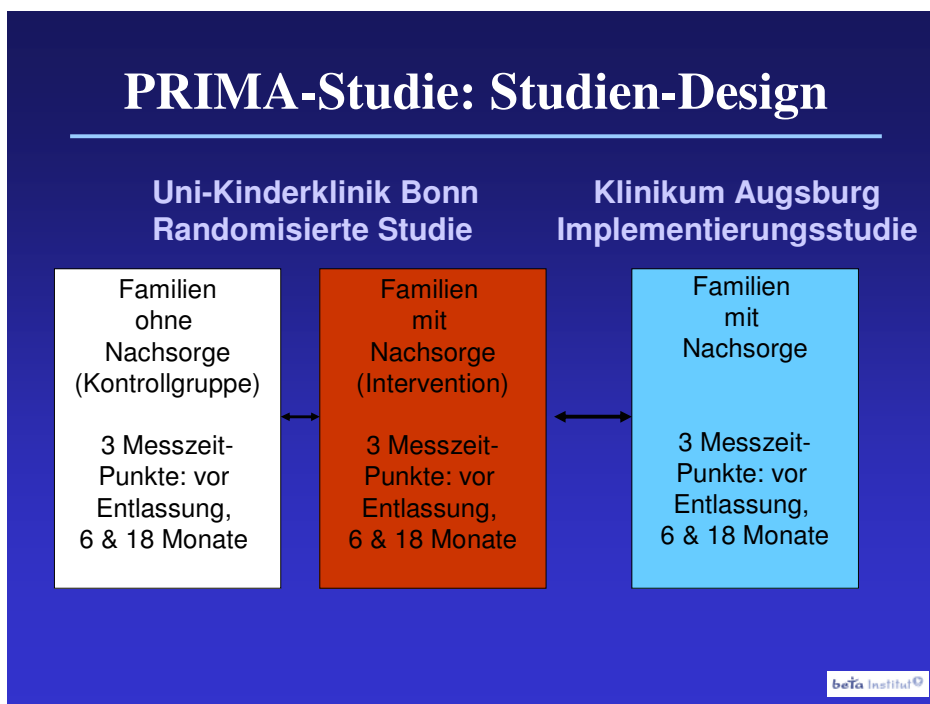 PRIMA-Studie: Studien-Design
Uni-Kinderklinik Bonn
Randomisierte Studie
Klinikum Augsburg
Implementierungsstudie
Familien
ohne
Nachsorge
(Kontrollgruppe)
3 Messzeit-
Punkte: vor
Entlassung,
6 & 18 Monate
Familien
mit
Nachsorge
(Intervention)
3 Messzeit-
Punkte: vor
Entlassung,
6 & 18 Monate
Familien
mit
Nachsorge
3 Messzeit-
Punkte: vor
Entlassung,
6 & 18 Monate
beta Institut